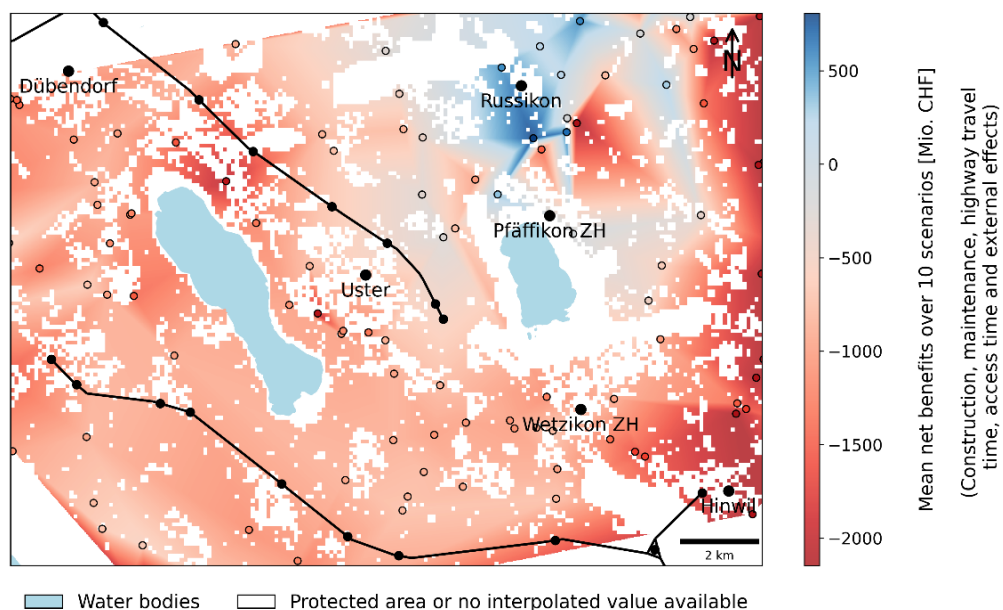 N
Dübendorf
Russikon
Pfäffikon ZH
Uster
Wetzikon ZH
Hinwil
2 km
500
0
−500
−1000
−1500
−2000
Mean net benefits over 10 scenarios [Mio. CHF]
(Construction, maintenance, highway travel
time, access time and external effects)
Water bodies
Protected area or no interpolated value available